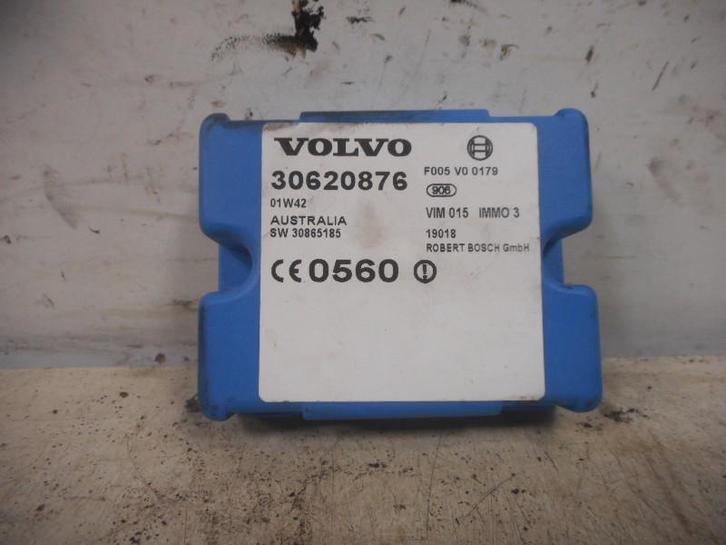 VOLVO
30620876
01W42
AUSTRALIA
SW 30865185
F005 V0 0179
906
VIM 015 IMMO 3
19018
ROBERT BOSCH GmbH
CE0560